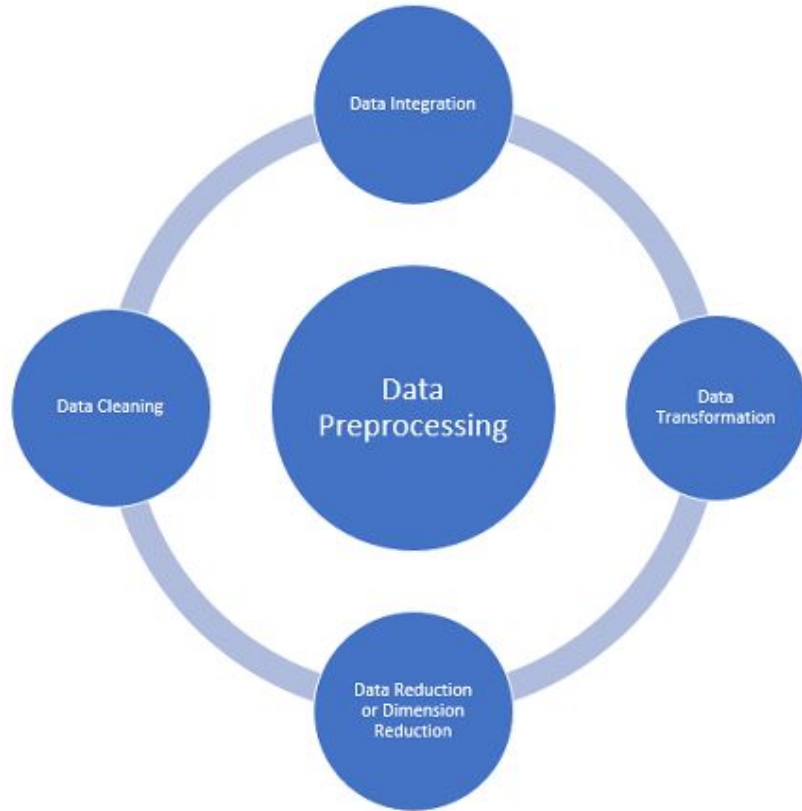 Data Integration
Data Cleaning
Data
Preprocessing
Data
Transformation
Data Reduction
or Dimension
Reduction